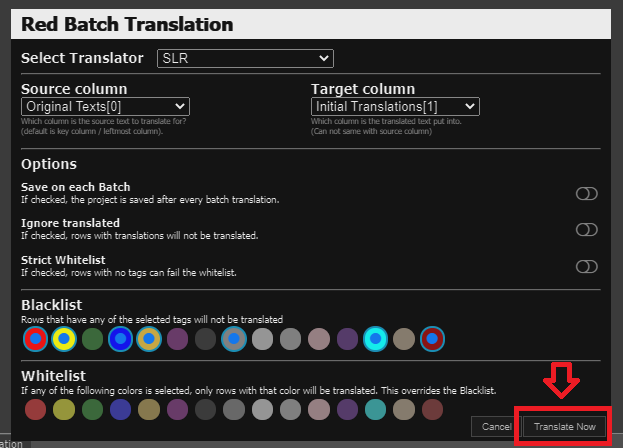 Red Batch Translation
Select Translator SLR
Source column Target column
Original Texts[0] Initial Translations[1]
Which column is the source text to translate for? Which column is the translated text put into.
(default is key column / leftmost column). (Can not same with source column)
Options
Save on each Batch
If checked, the project is saved after every batch translation.
Ignore translated
If checked, rows with translations will not be translated.
Strict Whitelist
If checked, rows with no tags can fail the whitelist.
Blacklist
Rows that have any of the selected tags will not be translated
Whitelist
If any of the following colors is selected, only rows with that color will be translated. This overrides the Blacklist.
Cancel Translate Now
ation